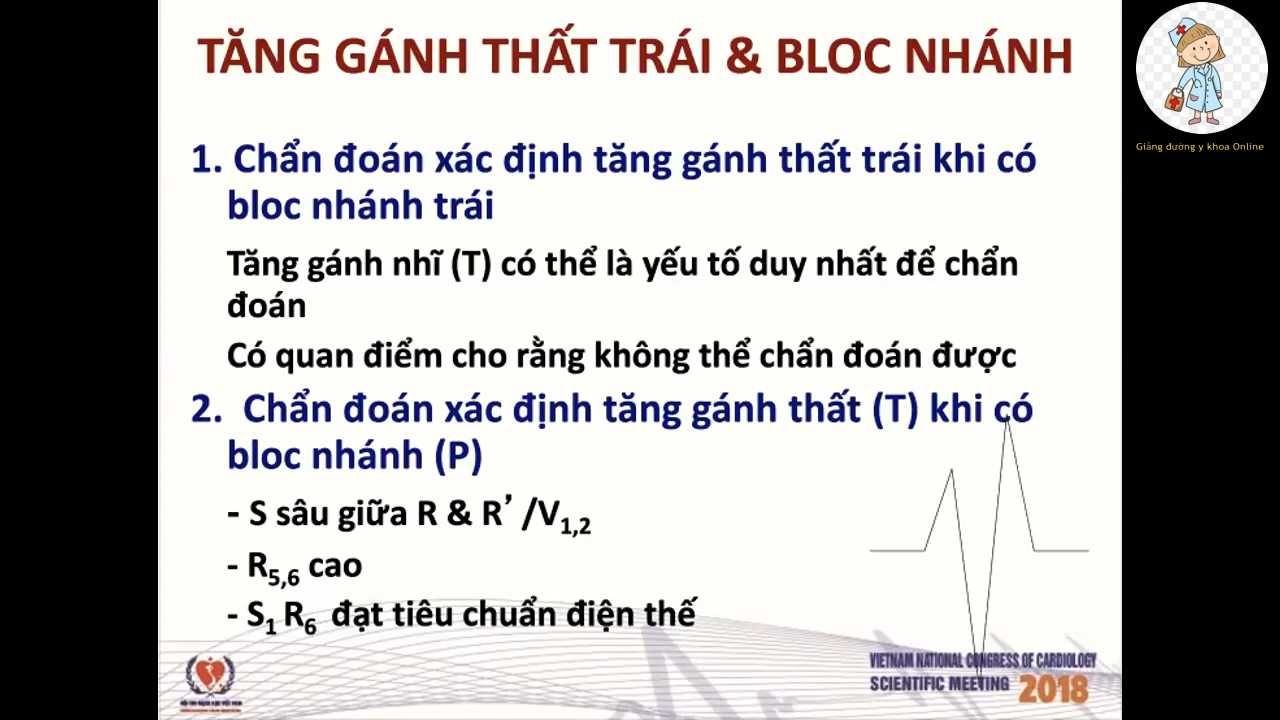 TĂNG GÁNH THẤT TRÁI & BLOC NHÁNH
Giảng đường y khoa Online
1. Chẩn đoán xác định tăng gánh thất trái khi có
bloc nhánh trái
Tăng gánh nhĩ (T) có thể là yếu tố duy nhất để chẩn
đoán
Có quan điểm cho rằng không thể chẩn đoán được
2. Chẩn đoán xác định tăng gánh thất (T) khi có
bloc nhánh (P)
- S sâu giữa R & R’ /V1,2
- R5,6 cao
- S1 R6 đạt tiêu chuẩn điện thế
VIETNAM NATIONAL CONGRESS OF CARDIOLOGY
SCIENTIFIC MEETING 2018